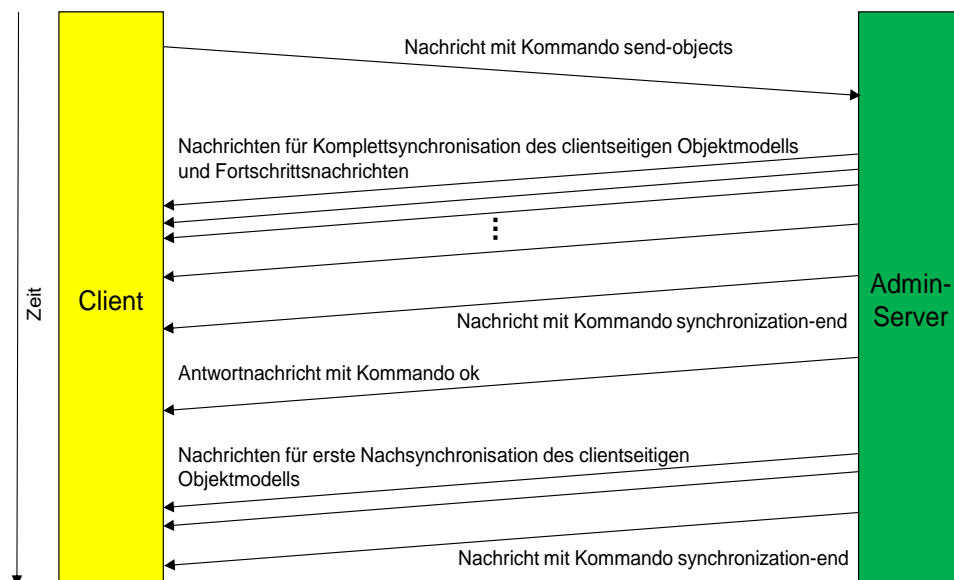 Nachricht mit Kommando send-objects
Nachrichten für Komplettsynchronisation des clientseitigen Objektmodells
und Fortschrittsnachrichten
Zeit
Client
Admin-
Server
Nachricht mit Kommando synchronization-end
Antwortnachricht mit Kommando ok
Nachrichten für erste Nachsynchronisation des clientseitigen
Objektmodells
Nachricht mit Kommando synchronization-end